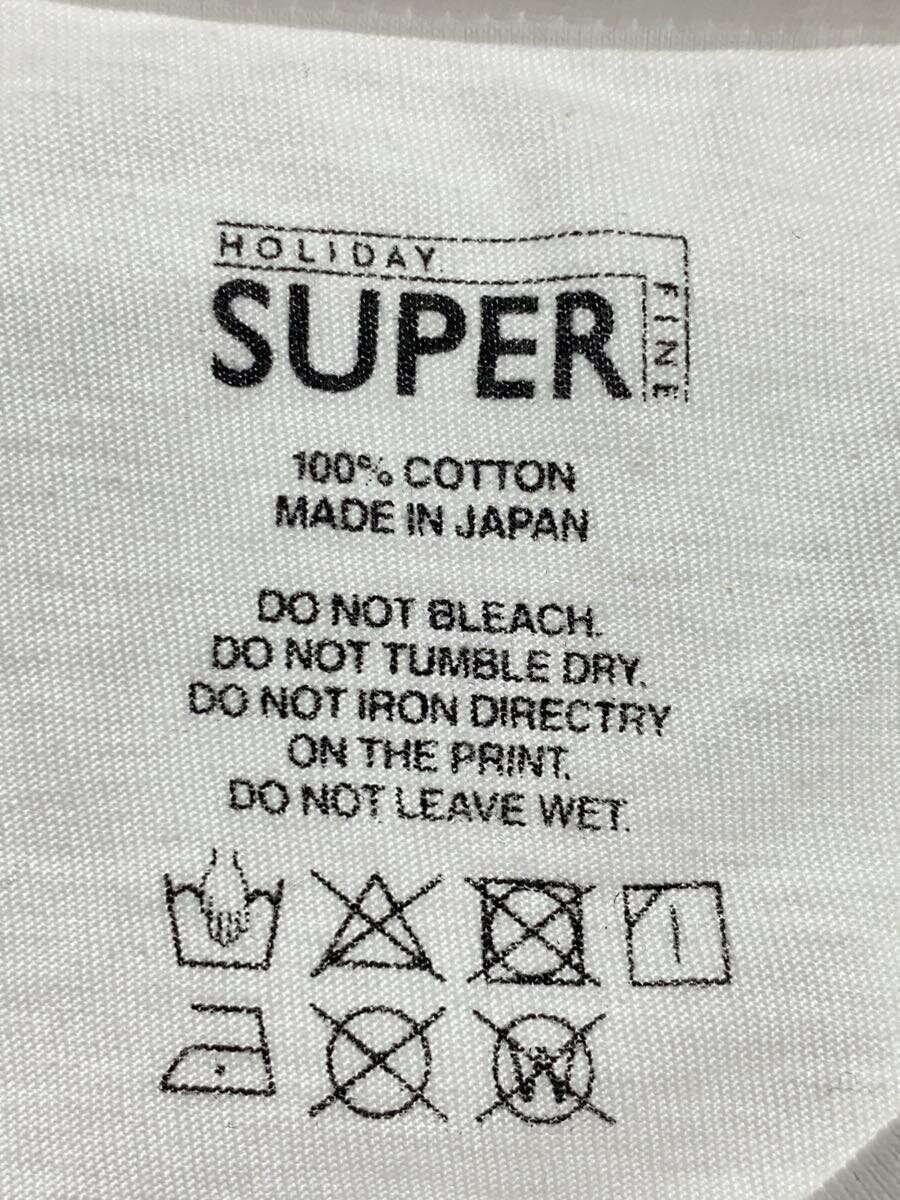 HOLIDAY
SUPER
FINE
100% COTTON
MADE IN JAPAN
DO NOT BLEACH.
DO NOT TUMBLE DRY.
DO NOT IRON DIRECTRY
ON THE PRINT.
DO NOT LEAVE WET.
W